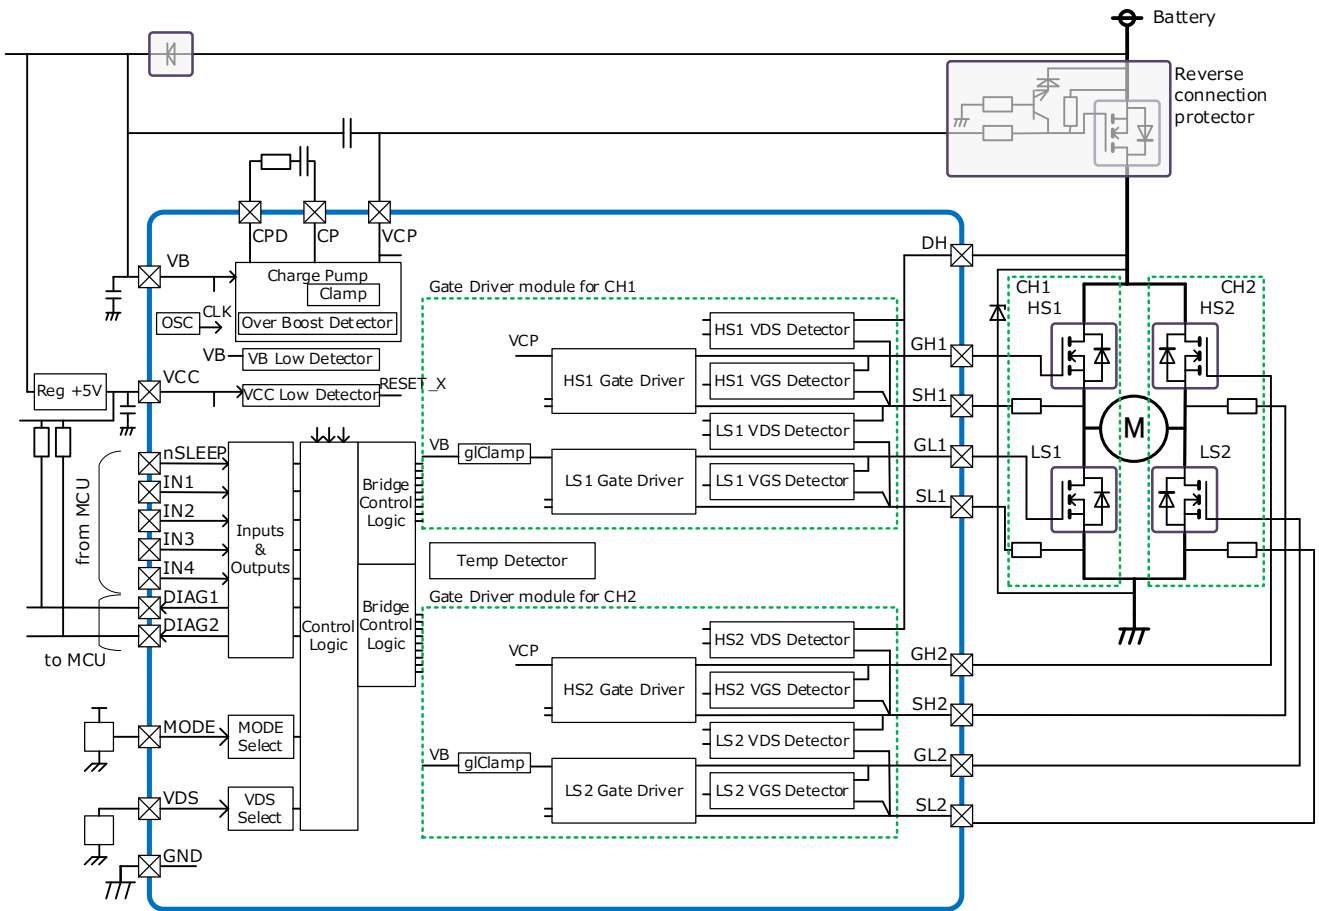 Battery
Reverse
connection
protector
CPD
CP
VCP
DH
VB
Charge Pump
Clamp
OSC
CLK
Over Boost Detector
VB
VB Low Detector
VCC
Reg +5V
VCC Low Detector
RESET_X
Gate Driver module for CH1
VCP
HS1 Gate Driver
HS1 VDS Detector
HS1 VGS Detector
LS1 VDS Detector
VB
glClamp
LS1 Gate Driver
LS1 VGS Detector
GH1
SH1
GL1
SL1
CH1
HS1
CH2
HS2
M
LS1
LS2
nSLEEP
IN1
IN2
IN3
IN4
DIAG1
DIAG2
from MCU
to MCU
Inputs
&
Outputs
Control
Logic
Bridge
Control
Logic
Bridge
Control
Logic
Temp Detector
Gate Driver module for CH2
VCP
HS2 Gate Driver
HS2 VDS Detector
HS2 VGS Detector
LS2 VDS Detector
VB
glClamp
LS2 Gate Driver
LS2 VGS Detector
GH2
SH2
GL2
SL2
MODE
MODE
Select
VDS
VDS
Select
GND